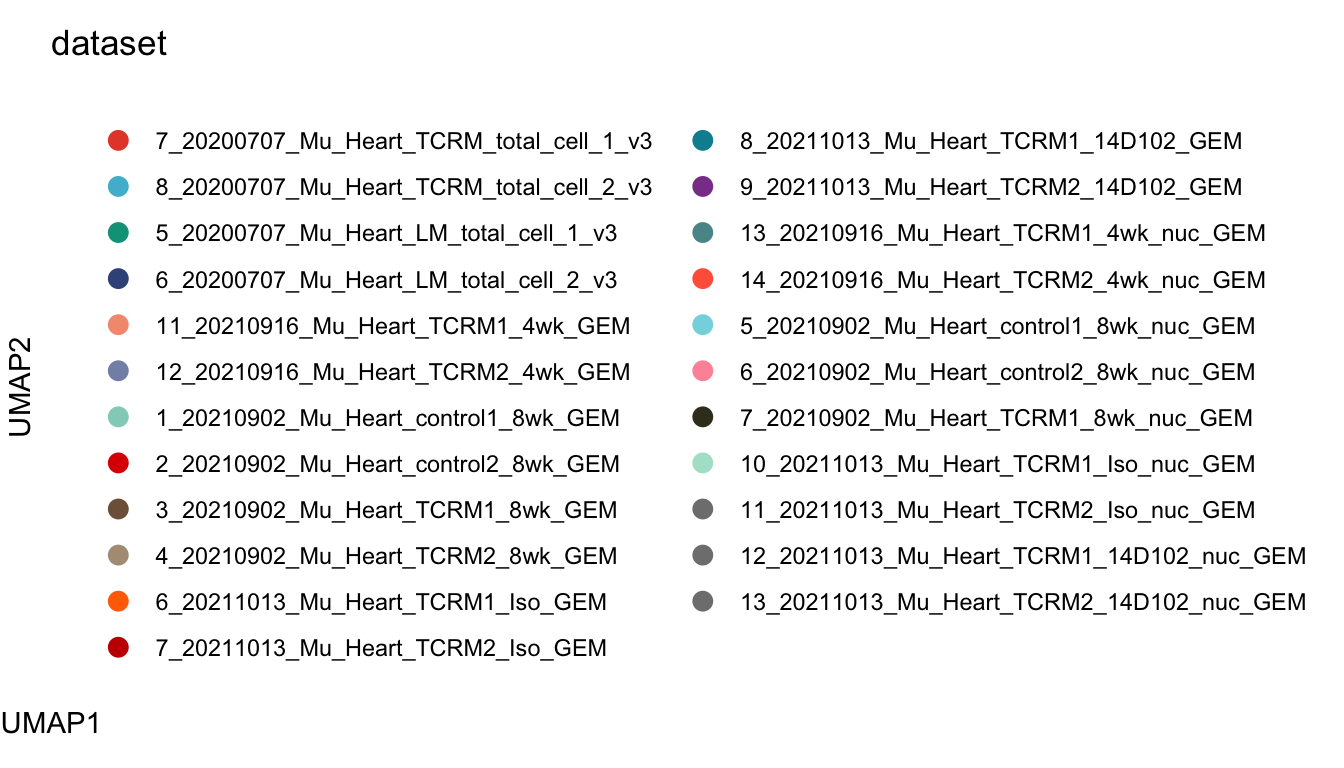 dataset
7_20200707_Mu_Heart_TCRM_total_cell_1_v3
8_20200707_Mu_Heart_TCRM_total_cell_2_v3
5_20200707_Mu_Heart_LM_total_cell_1_v3
6_20200707_Mu_Heart_LM_total_cell_2_v3
11_20210916_Mu_Heart_TCRM1_4wk_GEM
12_20210916_Mu_Heart_TCRM2_4wk_GEM
1_20210902_Mu_Heart_control1_8wk_GEM
2_20210902_Mu_Heart_control2_8wk_GEM
3_20210902_Mu_Heart_TCRM1_8wk_GEM
4_20210902_Mu_Heart_TCRM2_8wk_GEM
6_20211013_Mu_Heart_TCRM1_Iso_GEM
7_20211013_Mu_Heart_TCRM2_Iso_GEM
8_20211013_Mu_Heart_TCRM1_14D102_GEM
9_20211013_Mu_Heart_TCRM2_14D102_GEM
13_20210916_Mu_Heart_TCRM1_4wk_nuc_GEM
14_20210916_Mu_Heart_TCRM2_4wk_nuc_GEM
5_20210902_Mu_Heart_control1_8wk_nuc_GEM
6_20210902_Mu_Heart_control2_8wk_nuc_GEM
7_20210902_Mu_Heart_TCRM1_8wk_nuc_GEM
10_20211013_Mu_Heart_TCRM1_Iso_nuc_GEM
11_20211013_Mu_Heart_TCRM2_Iso_nuc_GEM
12_20211013_Mu_Heart_TCRM1_14D102_nuc_GEM
13_20211013_Mu_Heart_TCRM2_14D102_nuc_GEM
UMAP2
UMAP1